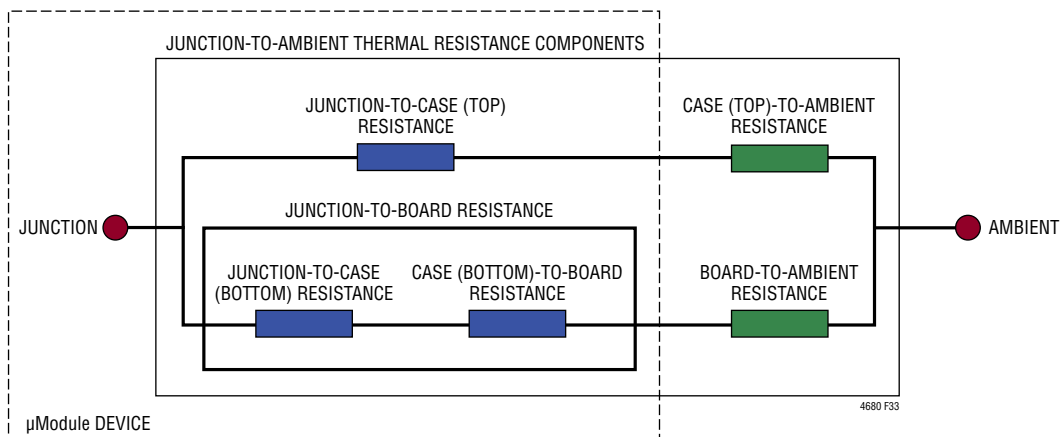 JUNCTION-TO-AMBIENT THERMAL RESISTANCE COMPONENTS
JUNCTION-TO-CASE (TOP)
RESISTANCE
CASE (TOP)-TO-AMBIENT
RESISTANCE
JUNCTION
JUNCTION-TO-BOARD RESISTANCE
AMBIENT
JUNCTION-TO-CASE
(BOTTOM) RESISTANCE
CASE (BOTTOM)-TO-BOARD
RESISTANCE
BOARD-TO-AMBIENT
RESISTANCE
4680 F33
µModule DEVICE